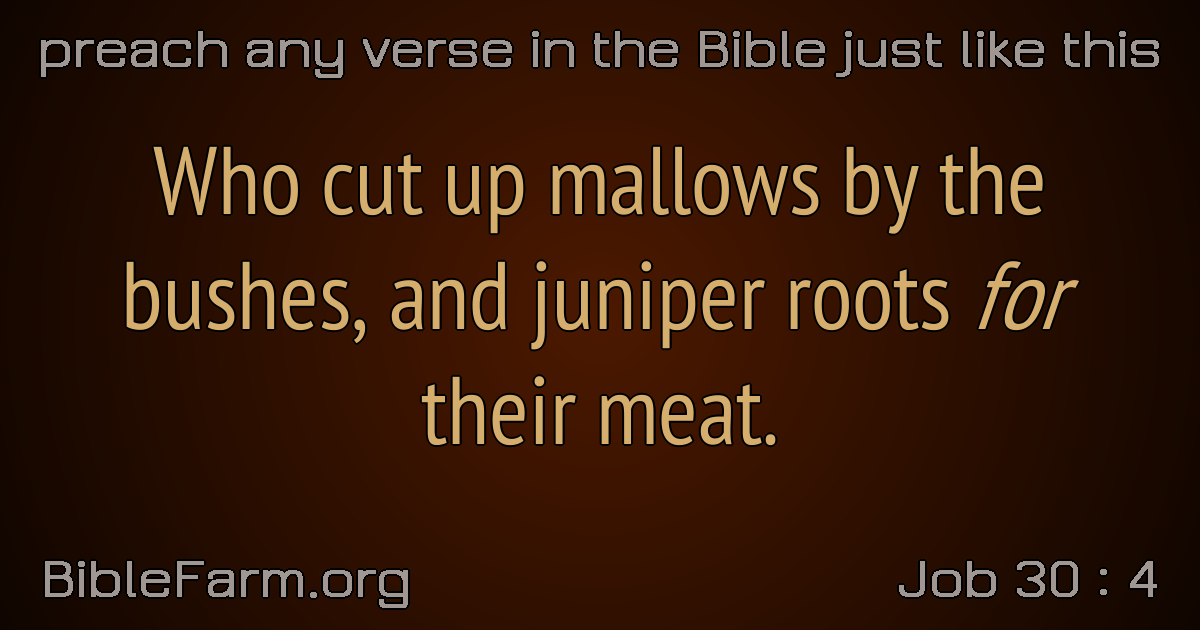 preach any verse in the Bible just like this
Who cut up mallows by the
bushes, and juniper roots for
their meat.
BibleFarm.org
Job 30 : 4